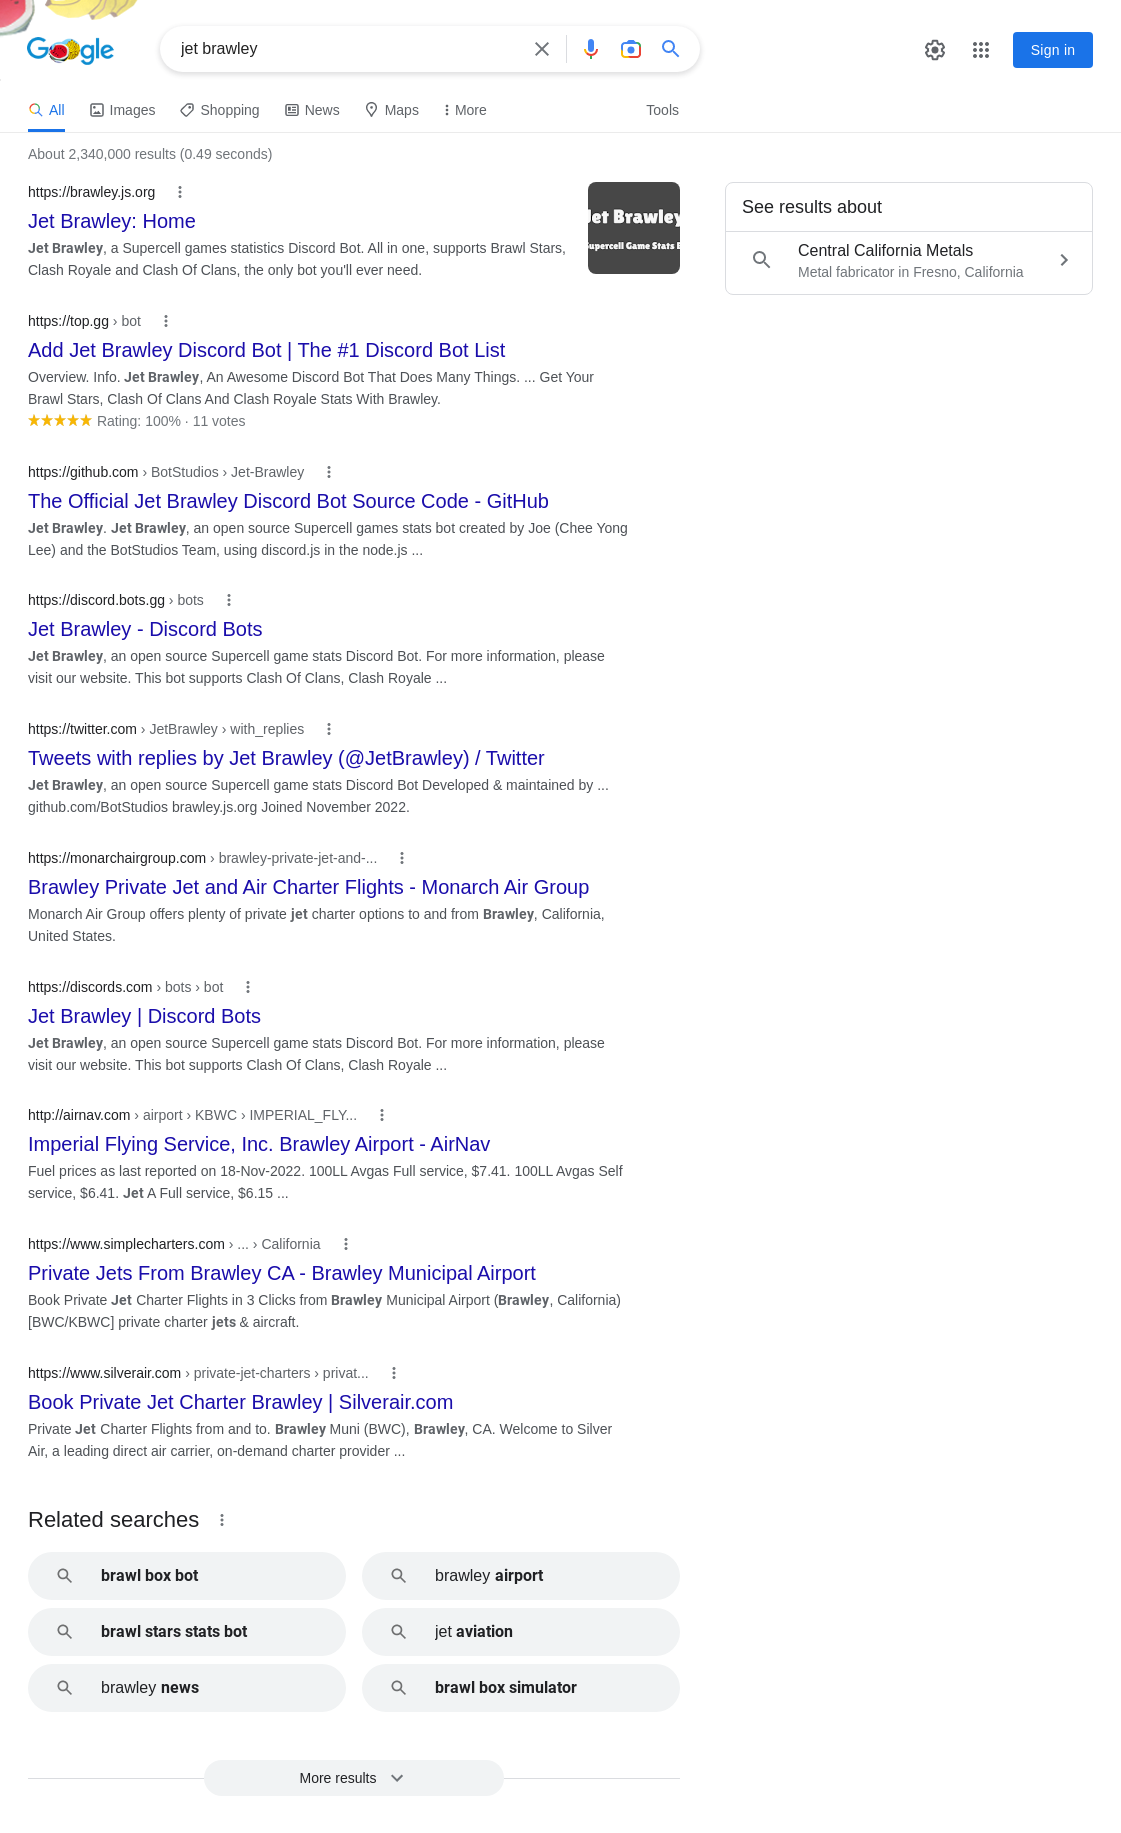 Google
jet brawley
Sign in
All
Images
Shopping
News
Maps
More
Tools
About 2,340,000 results (0.49 seconds)
https://brawley.js.org
Jet Brawley: Home
Jet Brawley, a Supercell games statistics Discord Bot. All in one, supports Brawl Stars,
Clash Royale and Clash Of Clans, the only bot you'll ever need.
Jet Brawley
Supercell Game Stats B
See results about
Central California Metals
Metal fabricator in Fresno, California
https://top.gg › bot
Add Jet Brawley Discord Bot | The #1 Discord Bot List
Overview. Info. Jet Brawley, An Awesome Discord Bot That Does Many Things. ... Get Your
Brawl Stars, Clash Of Clans And Clash Royale Stats With Brawley.
Rating: 100% · 11 votes
https://github.com › BotStudios › Jet-Brawley
The Official Jet Brawley Discord Bot Source Code - GitHub
Jet Brawley. Jet Brawley, an open source Supercell games stats bot created by Joe (Chee Yong
Lee) and the BotStudios Team, using discord.js in the node.js ...
https://discord.bots.gg › bots
Jet Brawley - Discord Bots
Jet Brawley, an open source Supercell game stats Discord Bot. For more information, please
visit our website. This bot supports Clash Of Clans, Clash Royale ...
https://twitter.com › JetBrawley › with_replies
Tweets with replies by Jet Brawley (@JetBrawley) / Twitter
Jet Brawley, an open source Supercell game stats Discord Bot Developed & maintained by ...
github.com/BotStudios brawley.js.org Joined November 2022.
https://monarchairgroup.com › brawley-private-jet-and-...
Brawley Private Jet and Air Charter Flights - Monarch Air Group
Monarch Air Group offers plenty of private jet charter options to and from Brawley, California,
United States.
https://discords.com › bots › bot
Jet Brawley | Discord Bots
Jet Brawley, an open source Supercell game stats Discord Bot. For more information, please
visit our website. This bot supports Clash Of Clans, Clash Royale ...
http://airnav.com › airport › KBWC › IMPERIAL_FLY...
Imperial Flying Service, Inc. Brawley Airport - AirNav
Fuel prices as last reported on 18-Nov-2022. 100LL Avgas Full service, $7.41. 100LL Avgas Self
service, $6.41. Jet A Full service, $6.15 ...
https://www.simplecharters.com › ... › California
Private Jets From Brawley CA - Brawley Municipal Airport
Book Private Jet Charter Flights in 3 Clicks from Brawley Municipal Airport (Brawley, California)
[BWC/KBWC] private charter jets & aircraft.
https://www.silverair.com › private-jet-charters › privat...
Book Private Jet Charter Brawley | Silverair.com
Private Jet Charter Flights from and to. Brawley Muni (BWC), Brawley, CA. Welcome to Silver
Air, a leading direct air carrier, on-demand charter provider ...
Related searches
brawl box bot
brawley airport
brawl stars stats bot
jet aviation
brawley news
brawl box simulator
More results